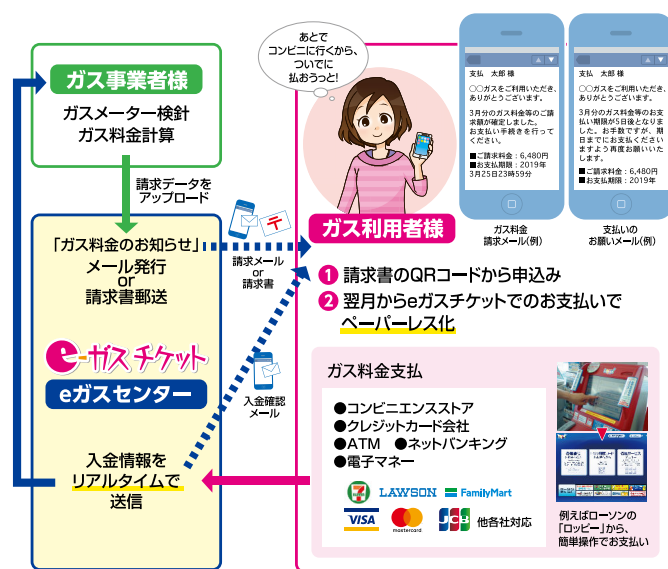 ガス事業者様
ガスメーター検針
ガス料金計算
請求データを
アップロード
「ガス料金のお知らせ」
メール発行
or
請求書郵送
e-ガスチケット
eガスセンター
入金情報を
リアルタイムで
送信
請求メール
or
請求書
入金確認
メール
あとで
コンビニに行くから、
ついでに
払おうっと!
ガス利用者様
支払 太郎 様
〇〇ガスをご利用いただき、
ありがとうございます。
3月分のガス料金等のご請
求額が確定しました。
お支払い手続きを行って
ください。
■ご請求料金:6,480円
■お支払期限:2019年
3月25日23時59分
ガス料金
請求メール(例)
支払 太郎 様
〇〇ガスをご利用いただき、
ありがとうございます。
3月分のガス料金等のお支
払い期限が5日後となりま
した。お手数ですが、期
日までにお支払ください
ますよう再度お願いいた
します。
■ご請求料金:6,480円
■お支払期限:2019年
支払いの
お願いメール(例)
❶ 請求書のQRコードから申込み
❷ 翌月からeガスチケットでのお支払いで
ペーパーレス化
ガス料金支払
●コンビニエンスストア
●クレジットカード会社
●ATM ●ネットバンキング
●電子マネー
LAWSON FamilyMart
VISA mastercard JCB 他各社対応
例えばローソンの
「ロッピー」から、
簡単操作でお支払い